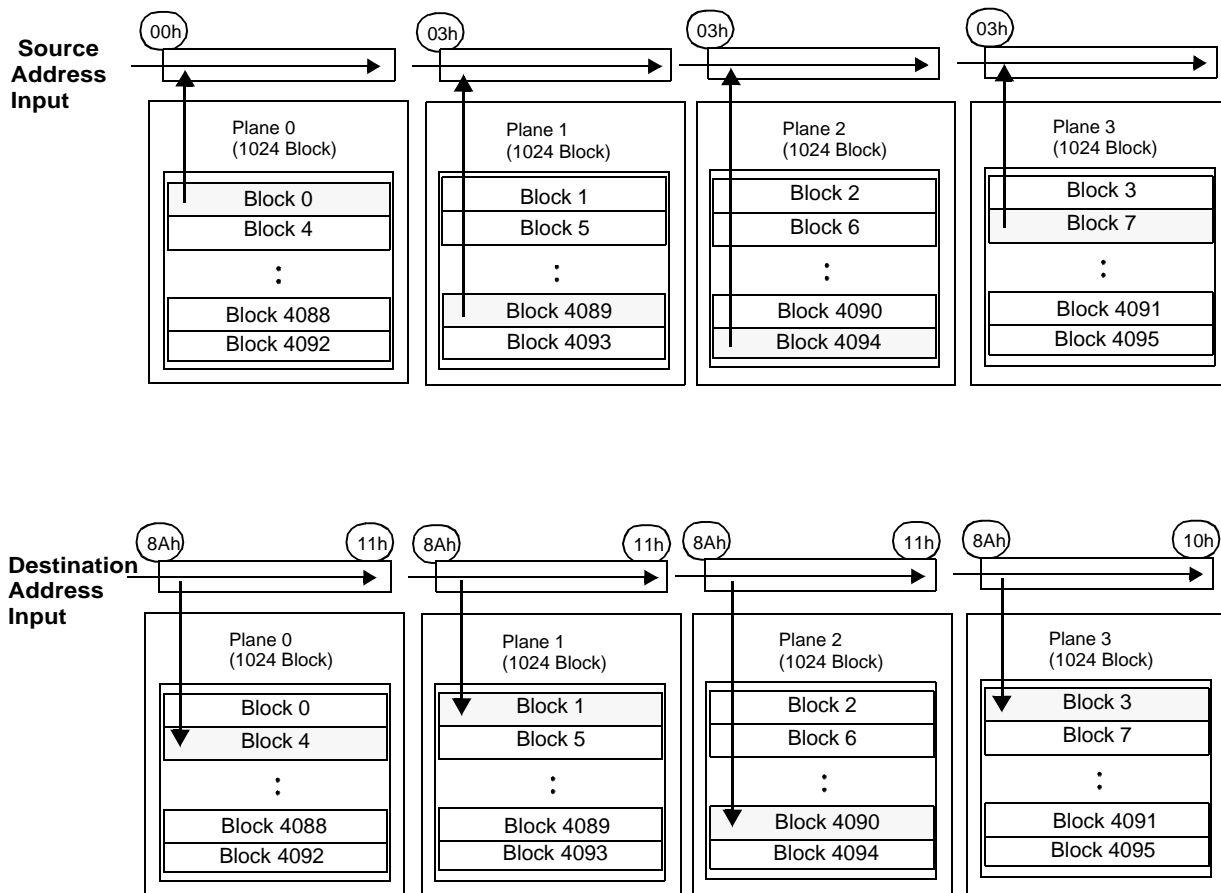 Source
Address
Input
00h
03h
03h
03h
Plane 0
(1024 Block)
Block 0
Block 4
:
Block 4088
Block 4092
Plane 1
(1024 Block)
Block 1
Block 5
:
Block 4089
Block 4093
Plane 2
(1024 Block)
Block 2
Block 6
:
Block 4090
Block 4094
Plane 3
(1024 Block)
Block 3
Block 7
:
Block 4091
Block 4095
Destination
Address
Input
8Ah
11h
8Ah
11h
8Ah
11h
8Ah
10h
Plane 0
(1024 Block)
Block 0
Block 4
:
Block 4088
Block 4092
Plane 1
(1024 Block)
Block 1
Block 5
:
Block 4089
Block 4093
Plane 2
(1024 Block)
Block 2
Block 6
:
Block 4090
Block 4094
Plane 3
(1024 Block)
Block 3
Block 7
:
Block 4091
Block 4095